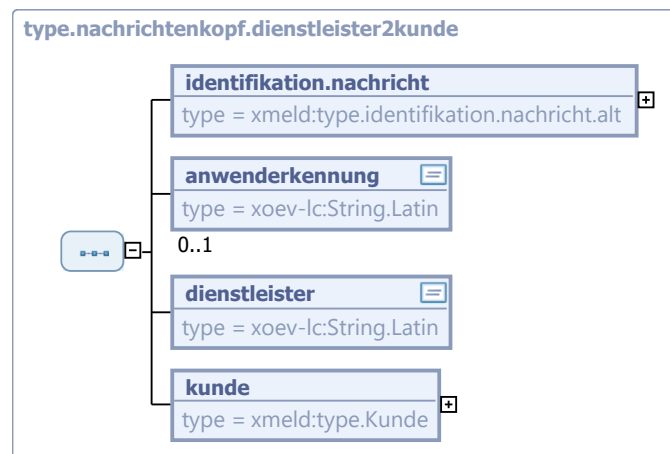 type.nachrichtenkopf.dienstleister2kunde
identifikation.nachricht
type = xmeld:type.identifikation.nachricht.alt
anwenderkennung
type = xoev-lc:String.Latin
0..1
dienstleister
type = xoev-lc:String.Latin
kunde
type = xmeld:type.Kunde